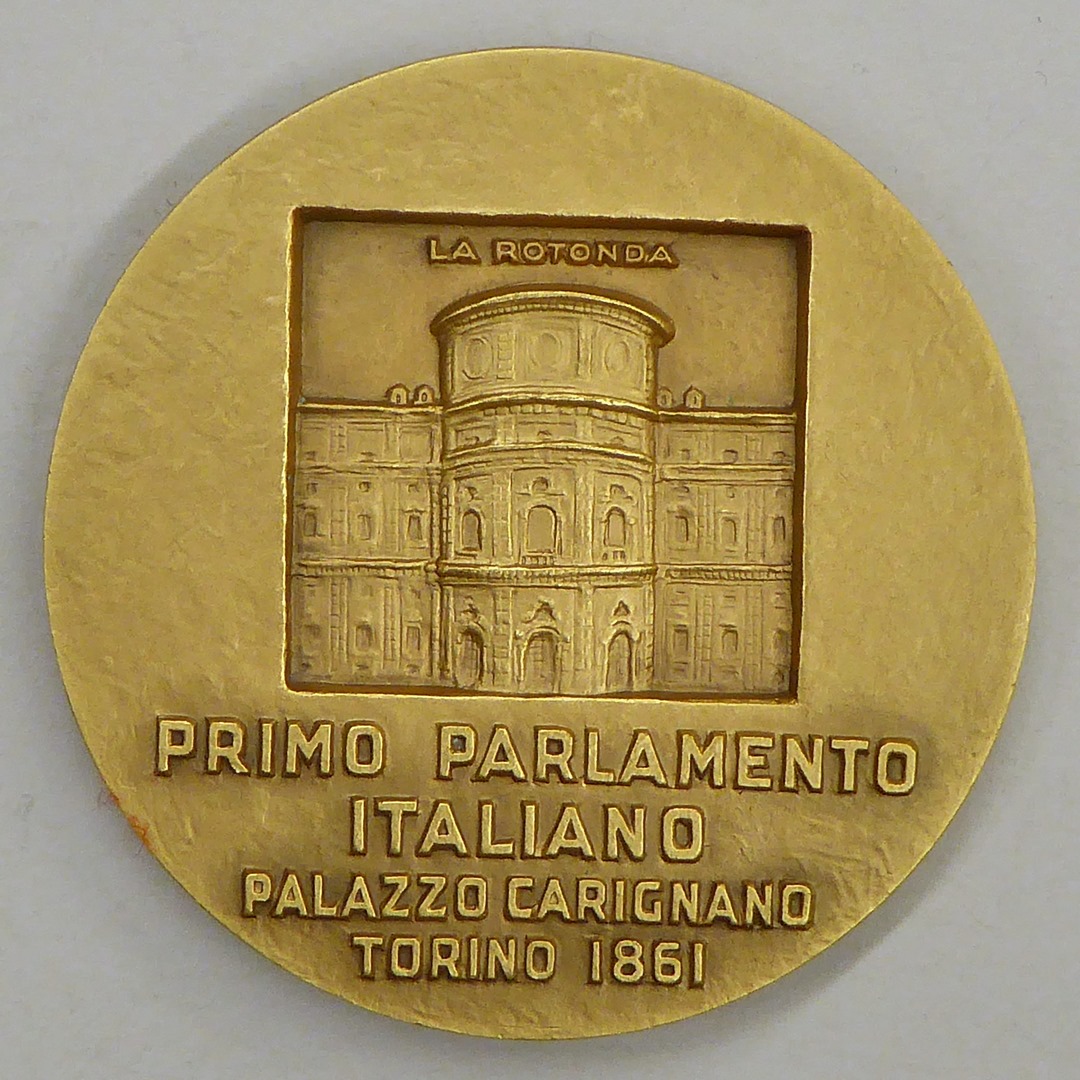 LA ROTONDA
PRIMO PARLAMENTO
ITALIANO
PALAZZO CARIGNANO
TORINO 1861